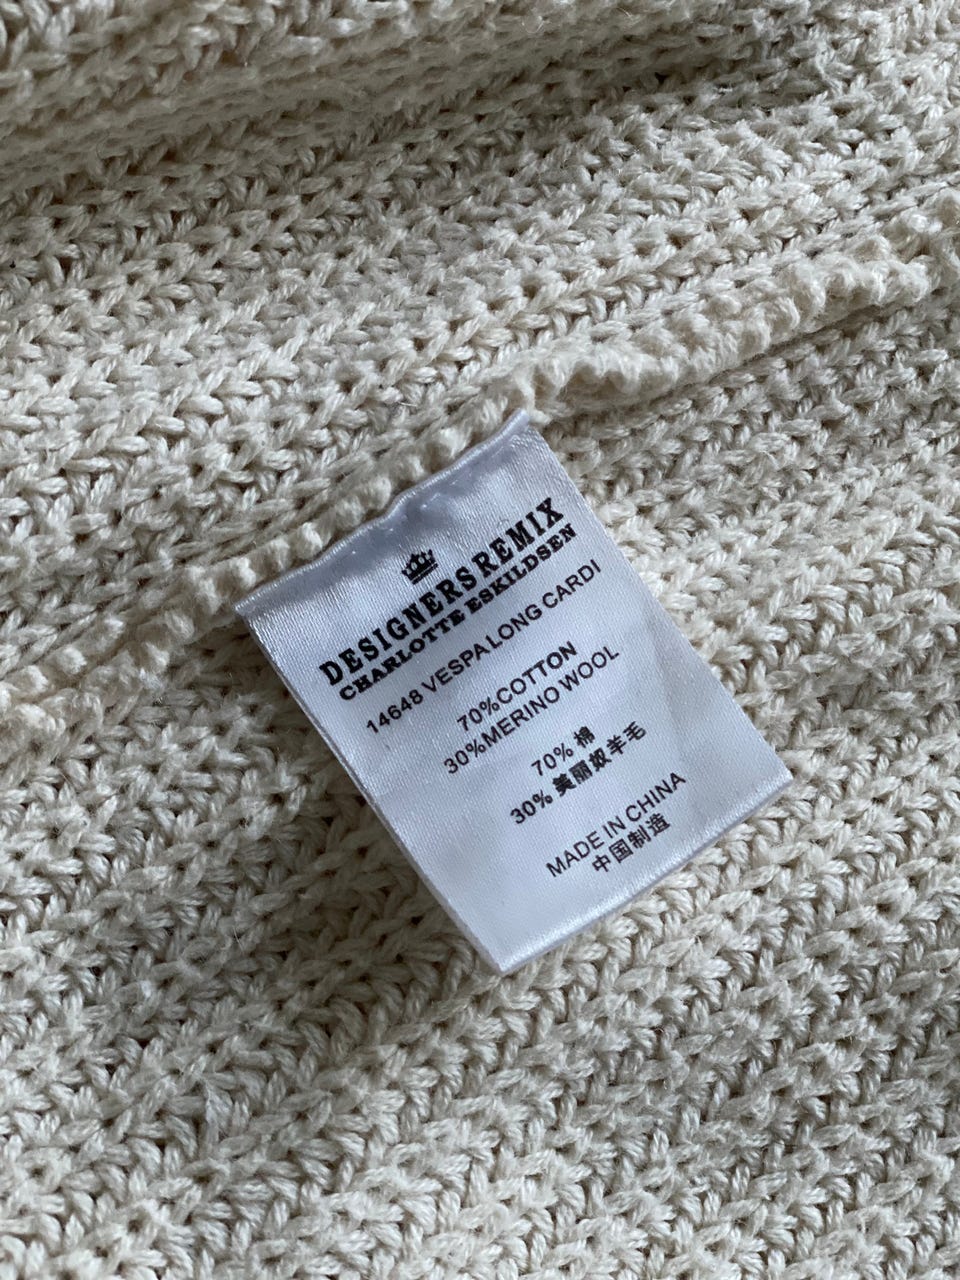 DESIGNERS REMIX
CHARLOTTE ESKILDSEN
14648 VESPA LONG CARDI
70%COTTON
30%MERINO WOOL
70% 棉
30% 美丽奴羊毛
MADE IN CHINA
中国制造